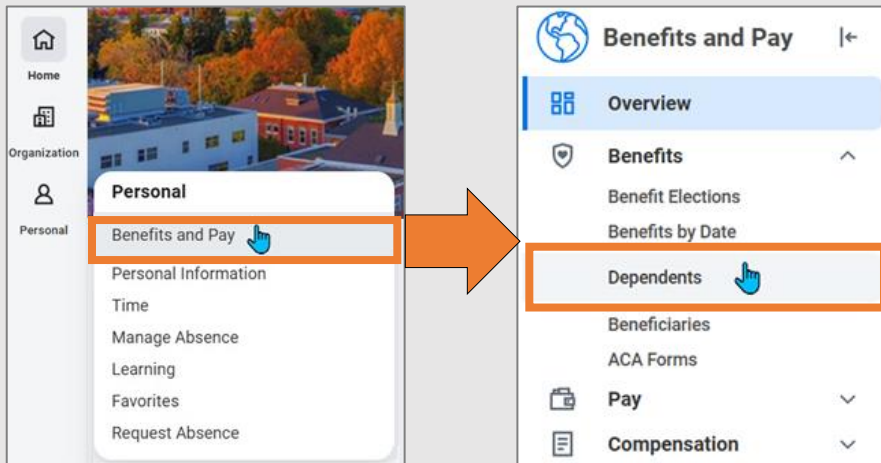 Home
Organization
Personal
Personal
Benefits and Pay
Personal Information
Time
Manage Absence
Learning
Favorites
Request Absence
Benefits and Pay
Overview
Benefits
Benefit Elections
Benefits by Date
Dependents
Beneficiaries
ACA Forms
Pay
Compensation